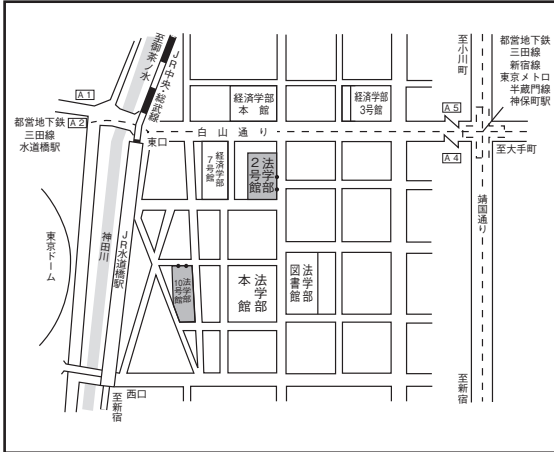 至御茶ノ水
JR中央・総武線
A1
都営地下鉄
三田線
水道橋駅
A2
東口
白山通り
経済学部
本館
経済学部
3号館
至小川町
都営地下鉄
三田線
新宿線
東京メトロ
半蔵門線
神保町駅
A5
A4
至大手町
経済学部
7号館
法学部
2号館
靖国通り
東京ドーム
神田川
JR水道橋駅
法学部
10号館
法学部
本館
法学部
図書館
西口
至新宿
至新宿